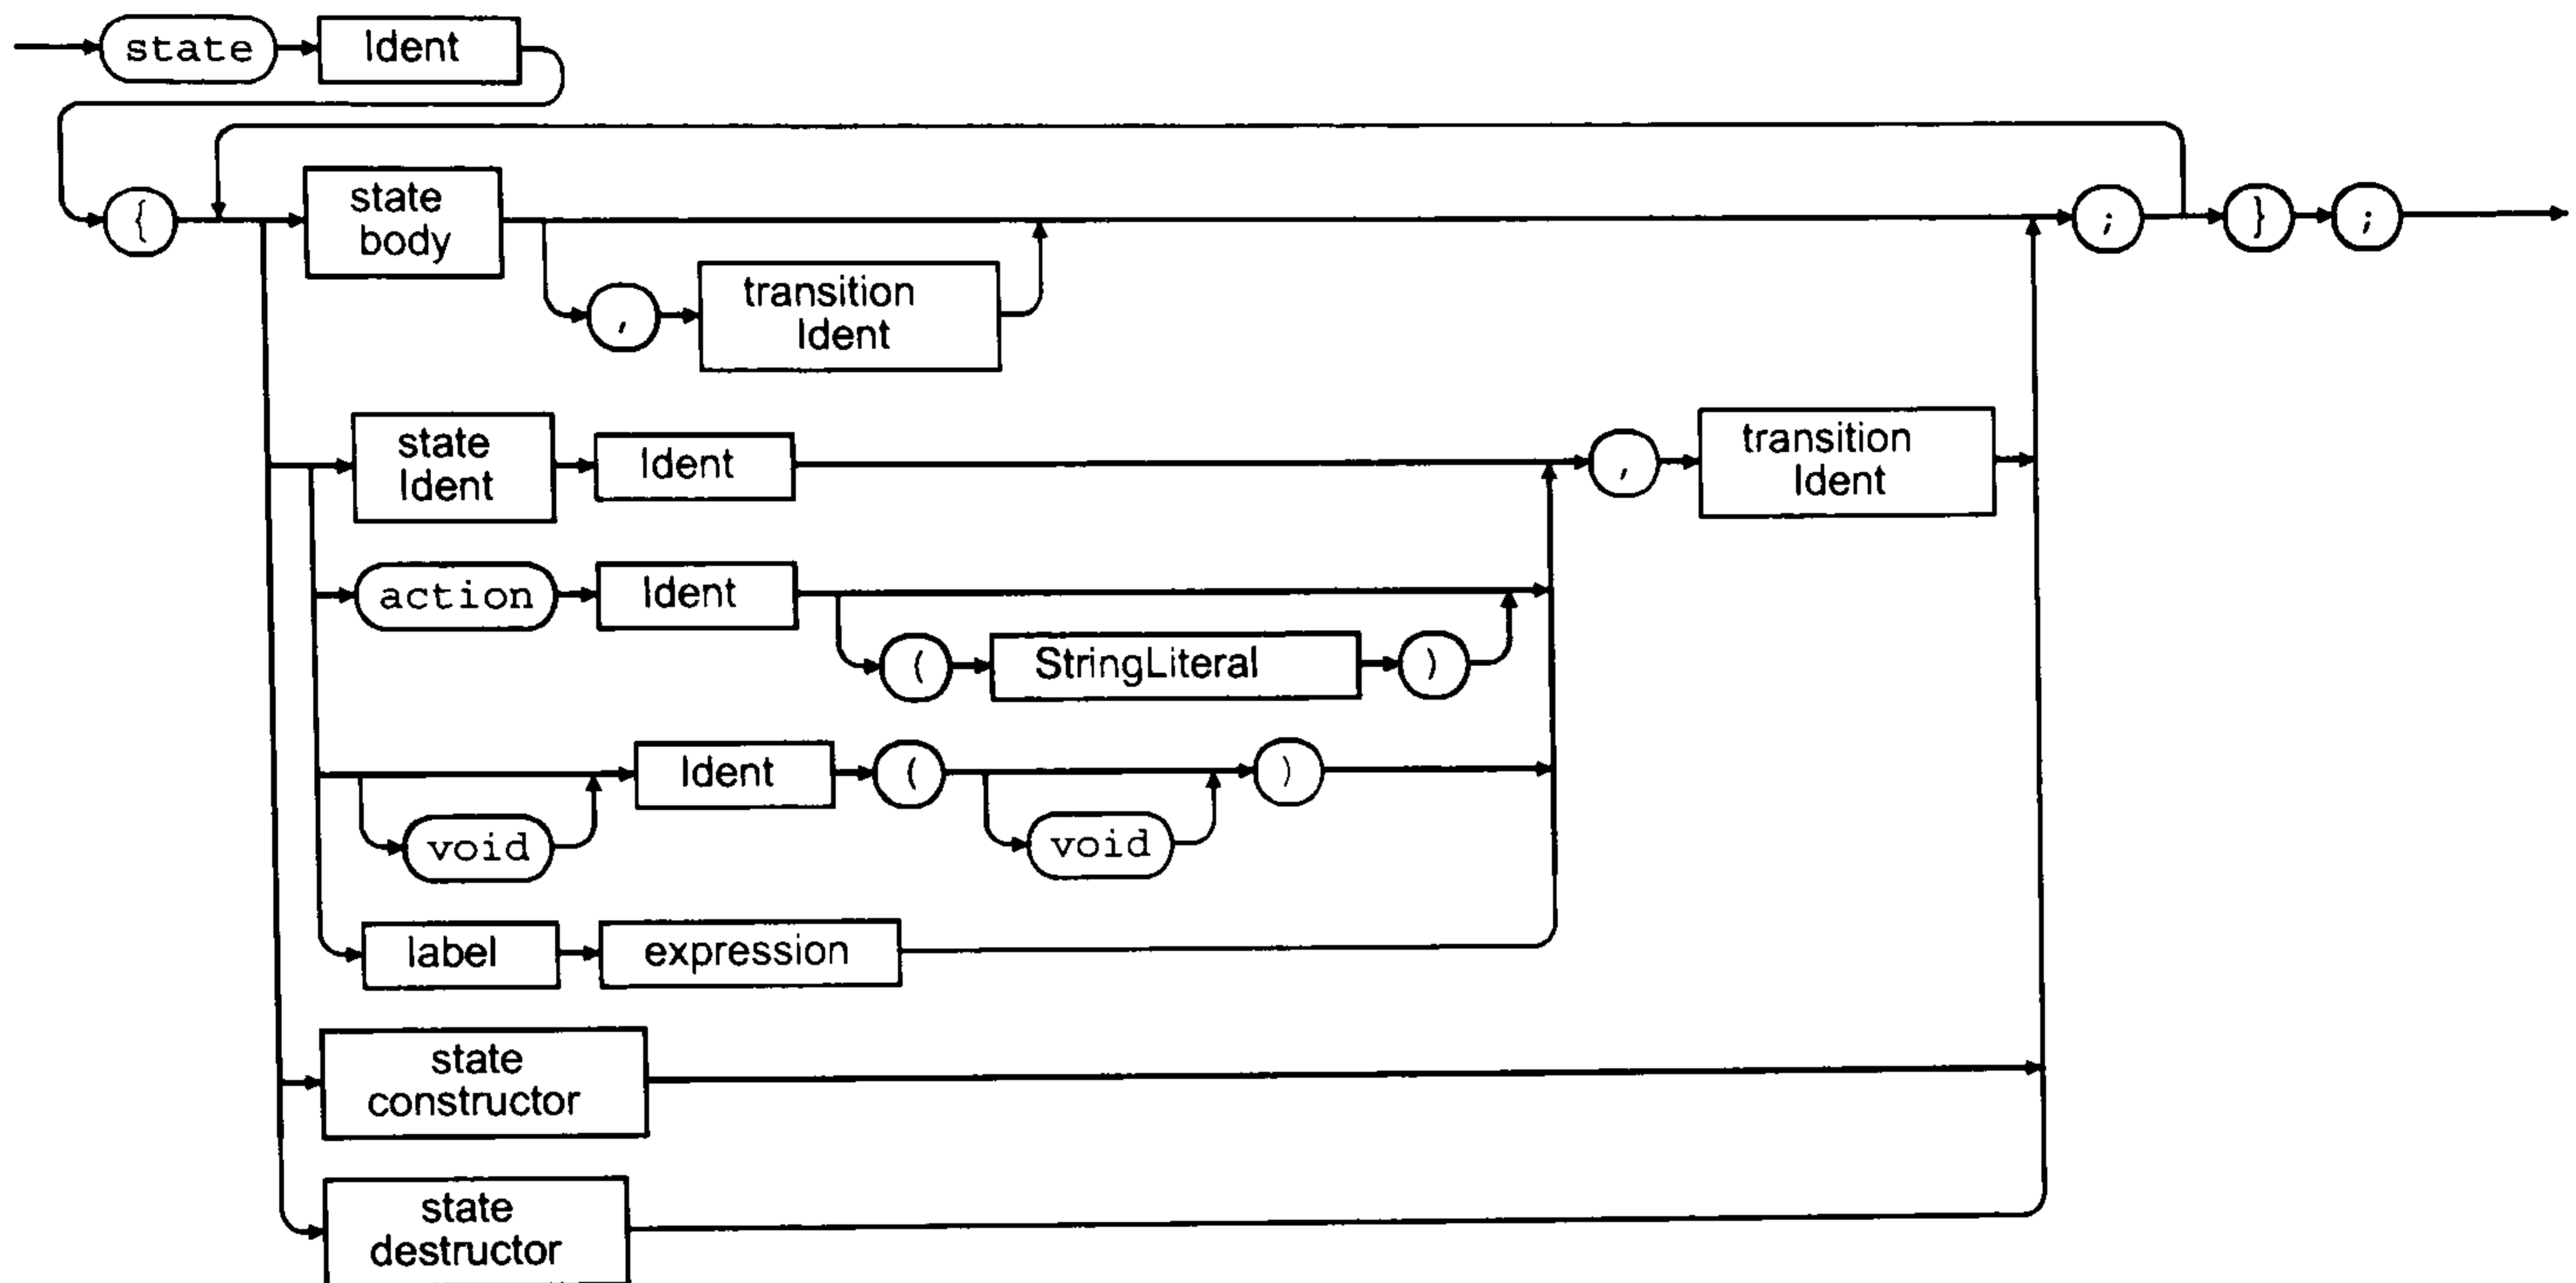 state Ident
{ state body ; } ;
, transition Ident
state Ident Ident , transition Ident
action Ident
( StringLiteral )
Ident ( )
void void
label expression
state constructor
state destructor